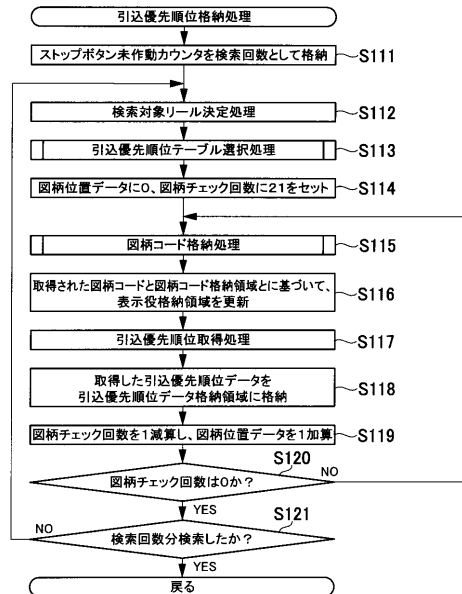 引込優先順位格納処理
ストップボタン未作動カウンタを検索回数として格納
S111
検索対象リール決定処理
S112
引込優先順位テーブル選択処理
S113
図柄位置データに0、図柄チェック回数に21をセット
S114
図柄コード格納処理
S115
取得された図柄コードと図柄コード格納領域とに基づいて、
表示役格納領域を更新
S116
引込優先順位取得処理
S117
取得した引込優先順位データを
引込優先順位データ格納領域に格納
S118
図柄チェック回数を1減算し、図柄位置データを1加算
S119
S120
図柄チェック回数は0か?
NO
YES
S121
NO
検索回数分検索したか?
YES
戻る